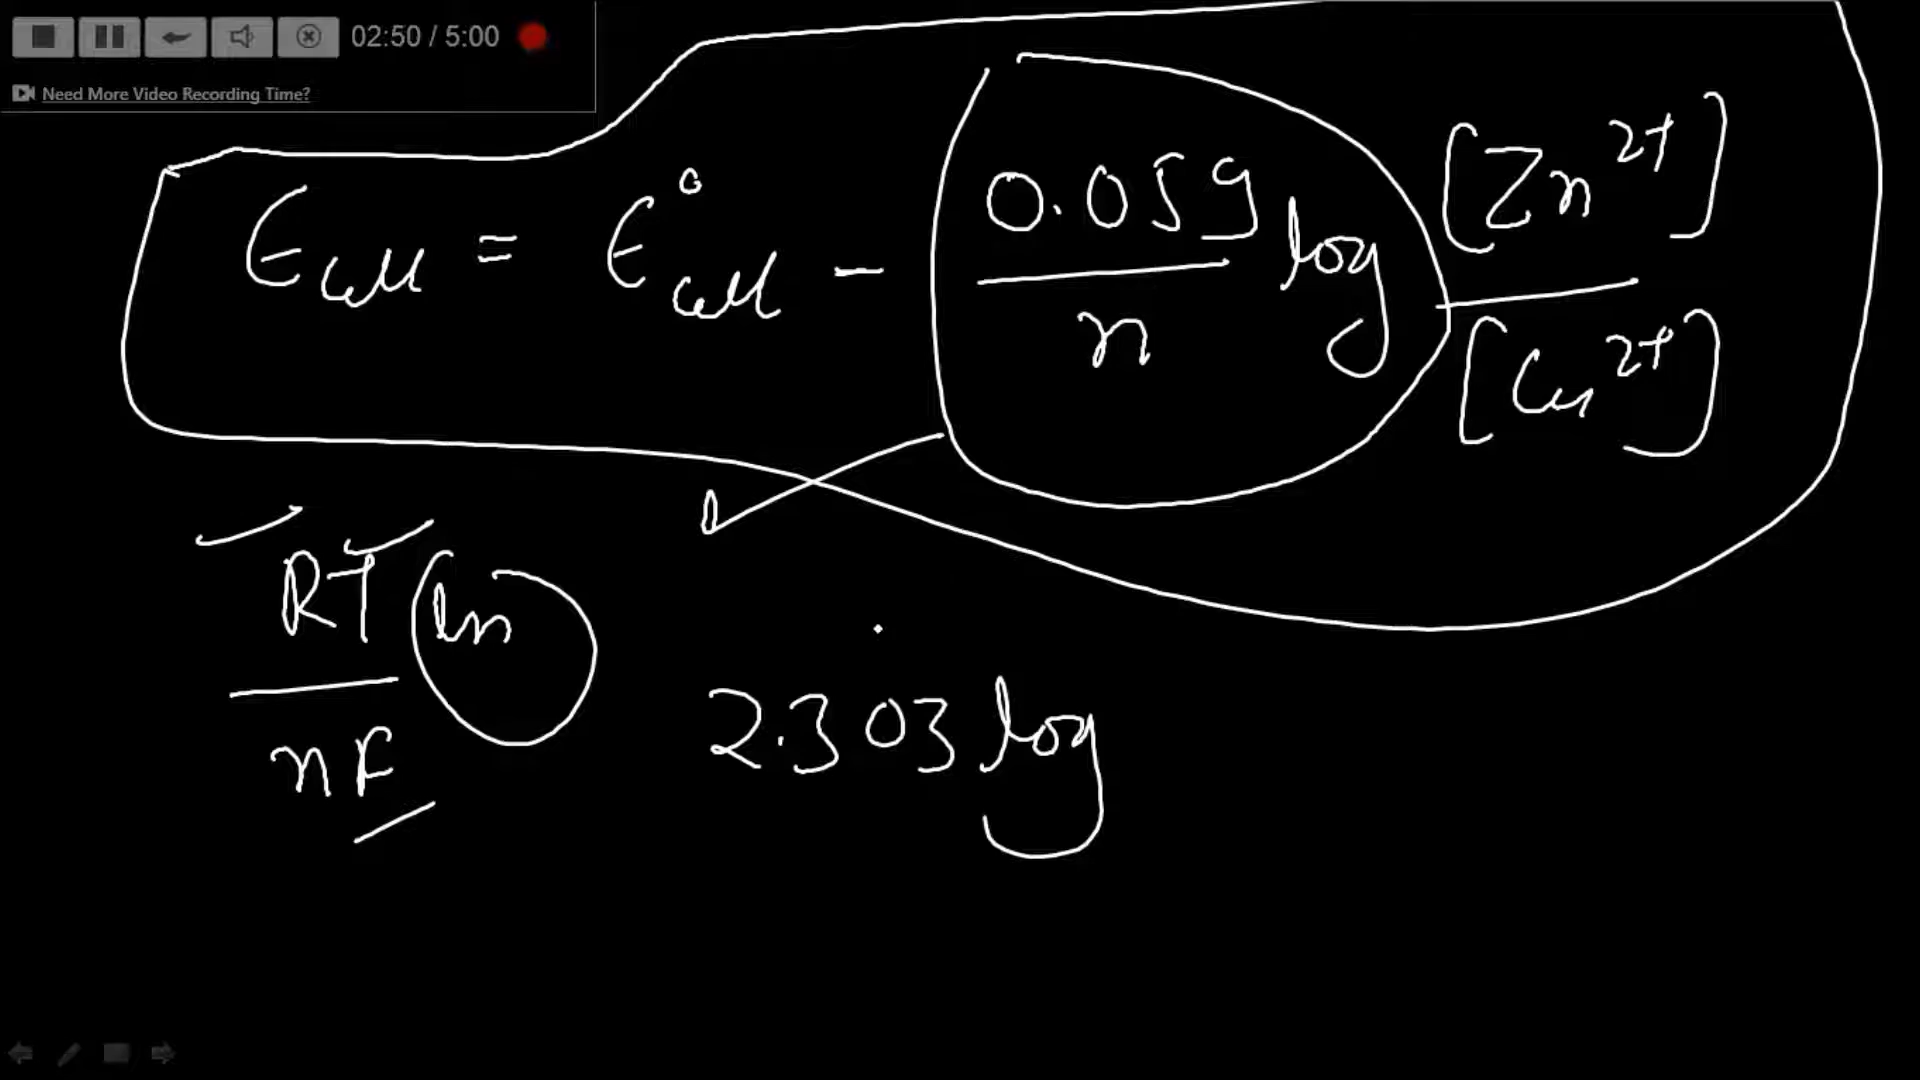 02:50 / 5:00
Need More Video Recording Time?
E cell = E° cell - 0.059/n log [Zn2+]/[Cu2+]
RT/nF ln
2.303 log